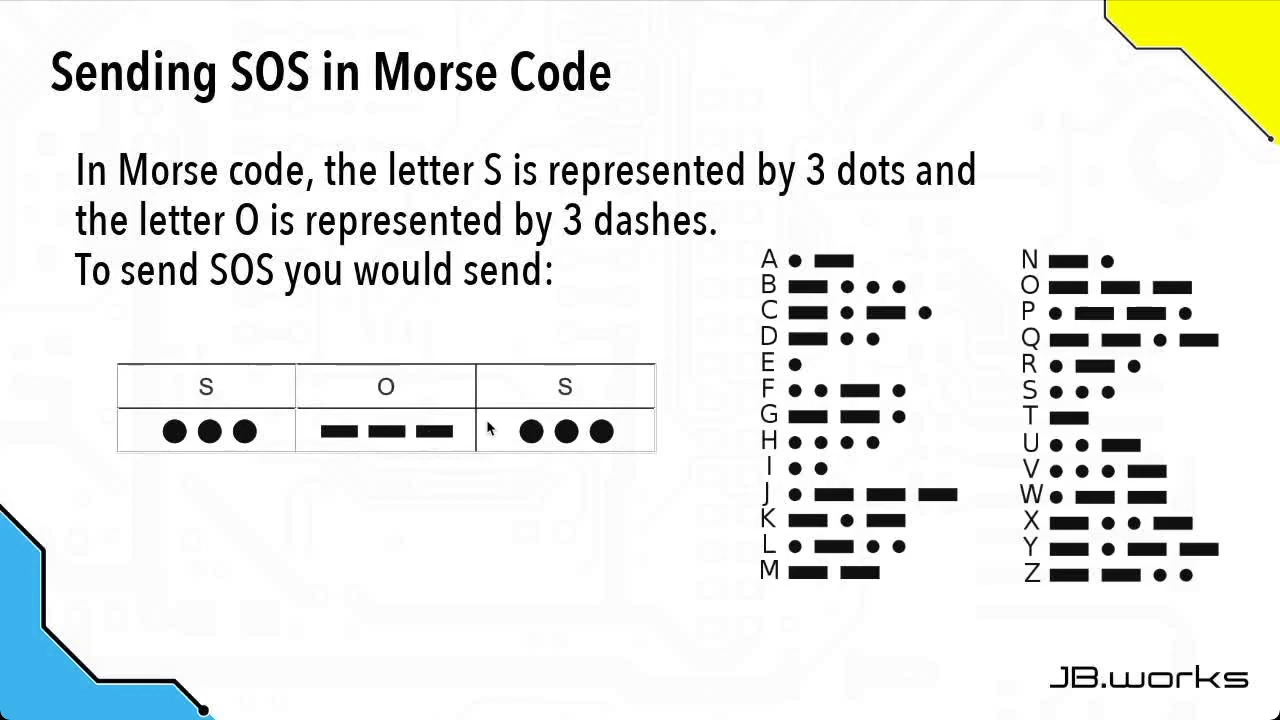 Sending SOS in Morse Code
In Morse code, the letter S is represented by 3 dots and
the letter O is represented by 3 dashes.
To send SOS you would send:
S O S
● ● ● ▬ ▬ ▬ ● ● ●
A ● ▬
B ▬ ● ● ●
C ▬ ● ▬ ●
D ▬ ● ●
E ●
F ● ● ▬ ●
G ▬ ▬ ●
H ● ● ● ●
I ● ●
J ● ▬ ▬ ▬
K ▬ ● ▬
L ● ▬ ● ●
M ▬ ▬
N ▬ ●
O ▬ ▬ ▬
P ● ▬ ▬ ●
Q ▬ ▬ ● ▬
R ● ▬ ●
S ● ● ●
T ▬
U ● ● ▬
V ● ● ● ▬
W ● ▬ ▬
X ▬ ● ● ▬
Y ▬ ● ▬ ▬
Z ▬ ▬ ● ●
JB.works